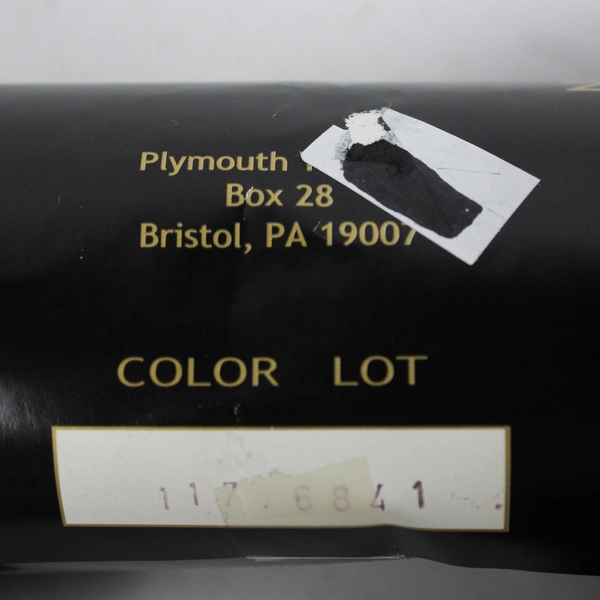 Plymouth
Box 28
Bristol, PA 19007
COLOR LOT
117 . 6841